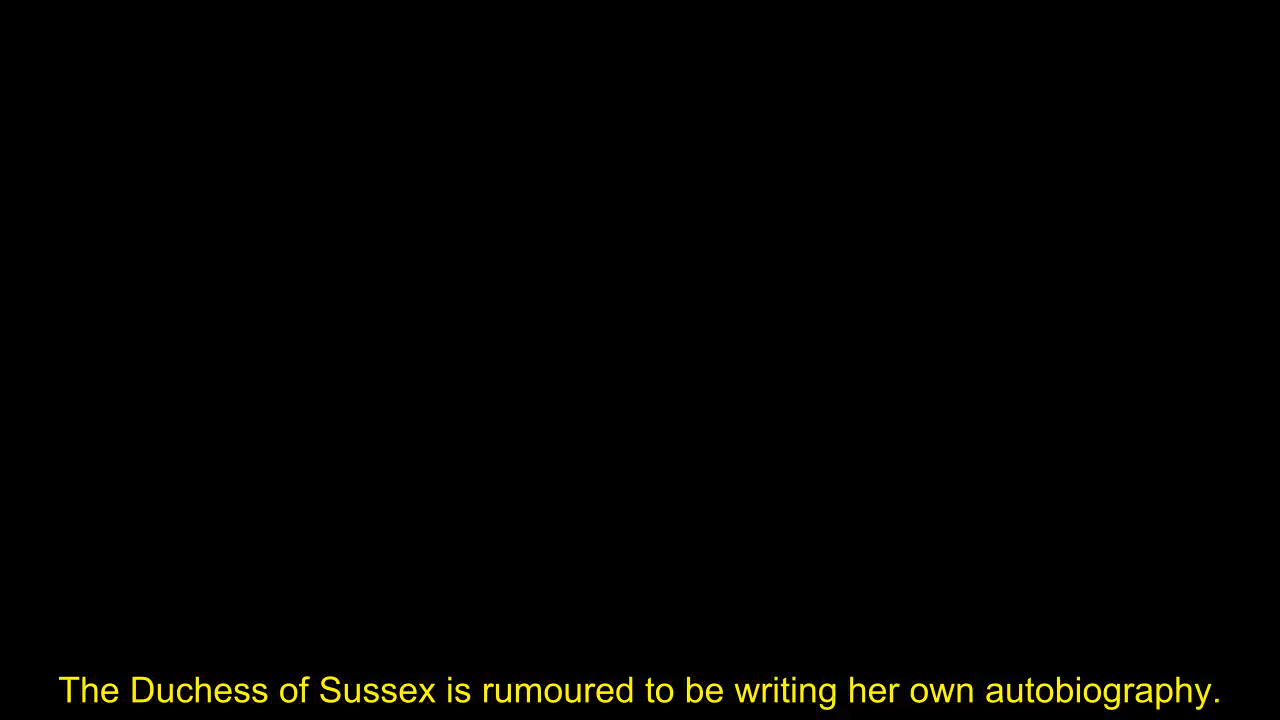 The Duchess of Sussex is rumoured to be writing her own autobiography.